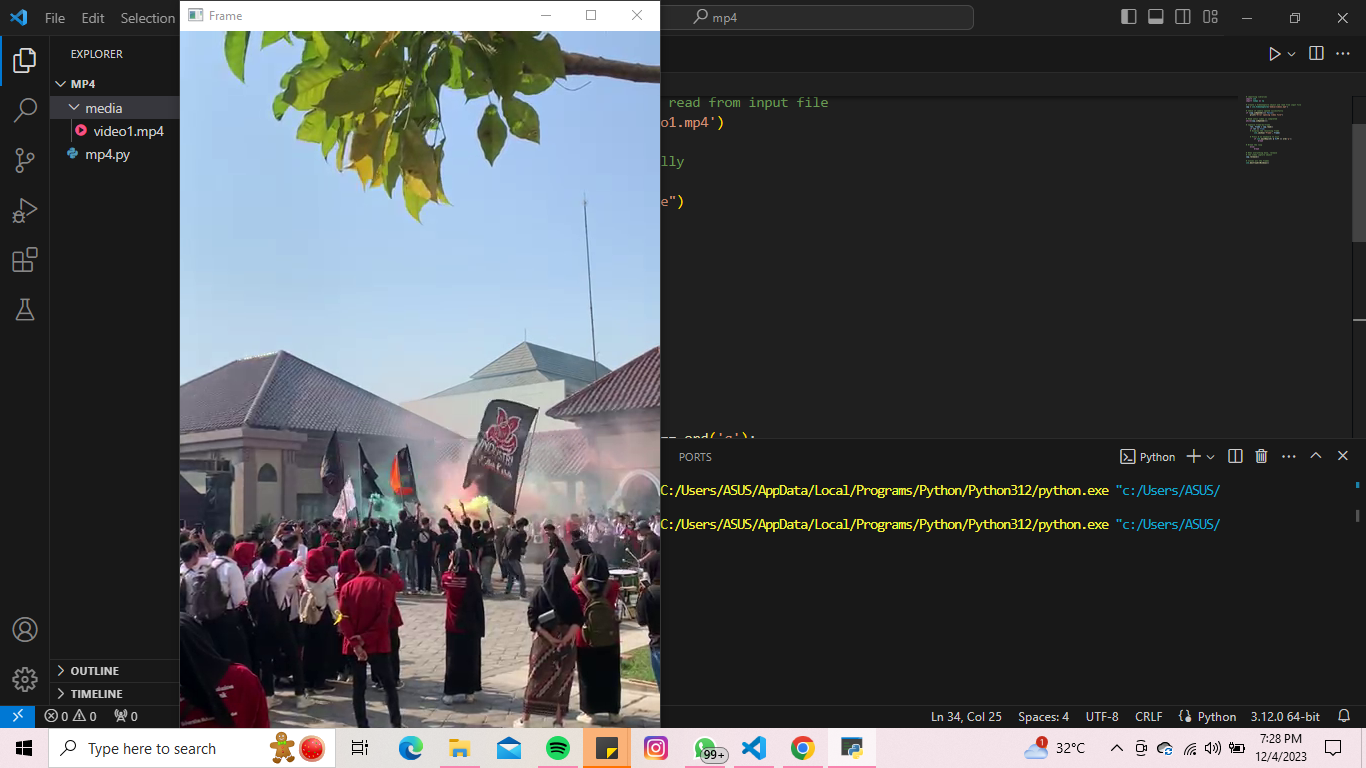 File Edit Selection
Frame
mp4
EXPLORER
MP4
media
video1.mp4
mp4.py
read from input file
o1.mp4')
lly
e")
== ord('s'):
INDUSTRI
PORTS
Python
C:/Users/ASUS/AppData/Local/Programs/Python/Python312/python.exe "c:/Users/ASUS/
C:/Users/ASUS/AppData/Local/Programs/Python/Python312/python.exe "c:/Users/ASUS/
OUTLINE
TIMELINE
0 0 0
Ln 34, Col 25 Spaces: 4 UTF-8 CRLF Python 3.12.0 64-bit
Type here to search
99+
1
32°C
7:28 PM
12/4/2023